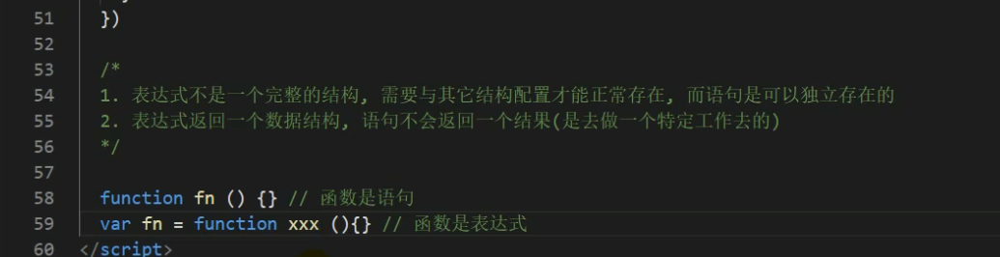 51 })
52
53 /*
54 1. 表达式不是一个完整的结构, 需要与其它结构配置才能正常存在, 而语句是可以独立存在的
55 2. 表达式返回一个数据结构, 语句不会返回一个结果(是去做一个特定工作去的)
56 */
57
58 function fn () {} // 函数是语句
59 var fn = function xxx (){} // 函数是表达式
60 </script>